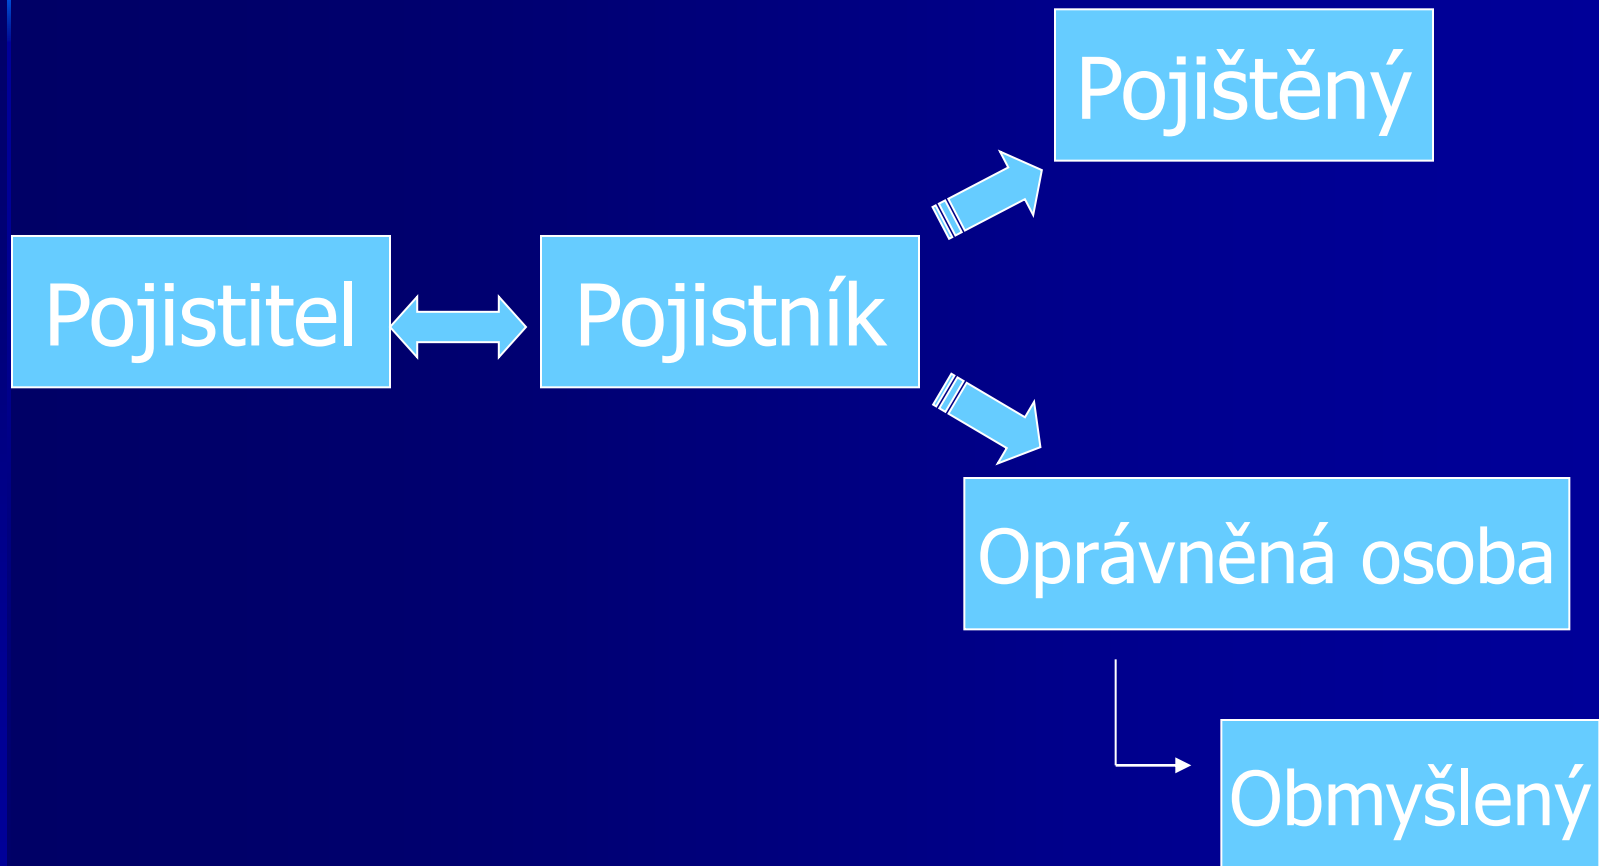 Pojištěný
Pojistitel
Pojistník
Oprávněná osoba
Obmyšlený